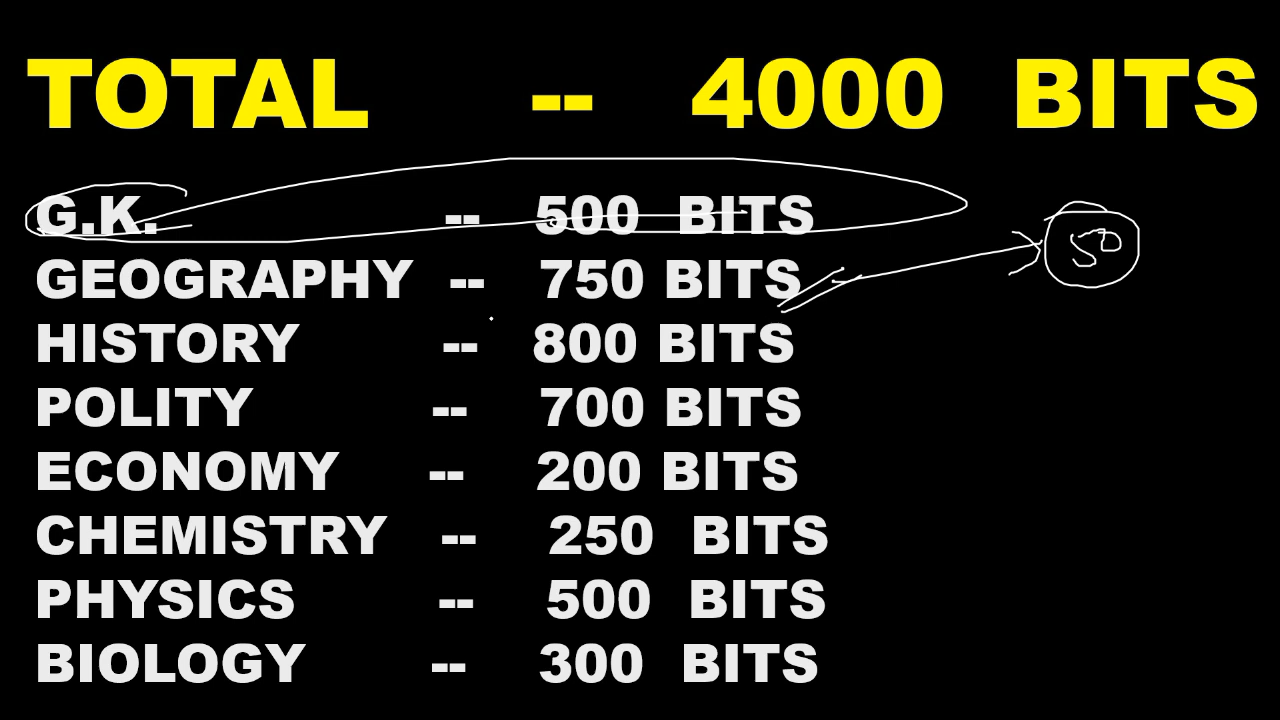 TOTAL -- 4000 BITS
G.K. -- 500 BITS
50
GEOGRAPHY -- 750 BITS
HISTORY -- 800 BITS
POLITY -- 700 BITS
ECONOMY -- 200 BITS
CHEMISTRY -- 250 BITS
PHYSICS -- 500 BITS
BIOLOGY -- 300 BITS